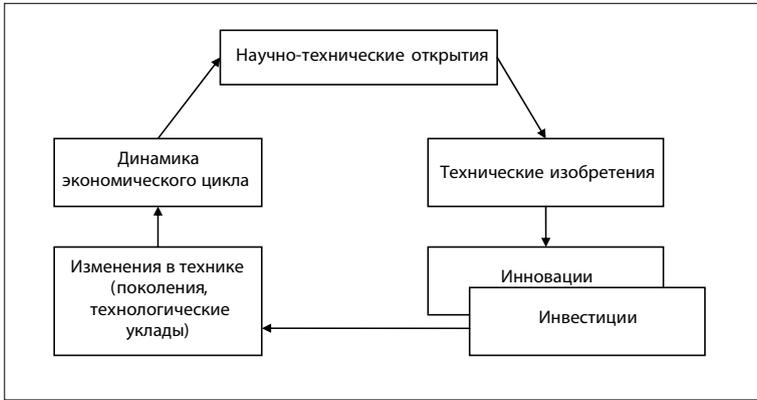 Научно-технические открытия
Динамика
экономического цикла
Технические изобретения
Изменения в технике
(поколения,
технологические
уклады)
Инновации
Инвестиции